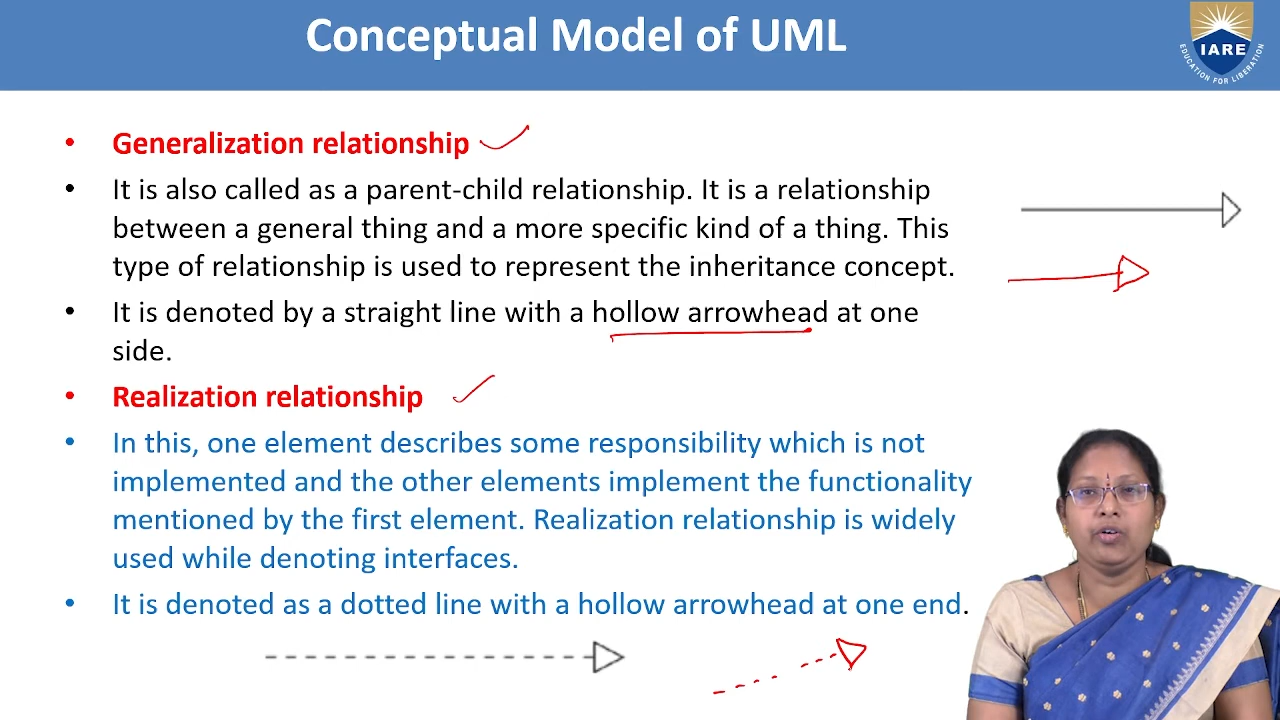 Conceptual Model of UML
IARE
EDUCATION FOR LIBERATION
• Generalization relationship
• It is also called as a parent-child relationship. It is a relationship
between a general thing and a more specific kind of a thing. This
type of relationship is used to represent the inheritance concept.
• It is denoted by a straight line with a hollow arrowhead at one
side.
• Realization relationship
• In this, one element describes some responsibility which is not
implemented and the other elements implement the functionality
mentioned by the first element. Realization relationship is widely
used while denoting interfaces.
• It is denoted as a dotted line with a hollow arrowhead at one end.